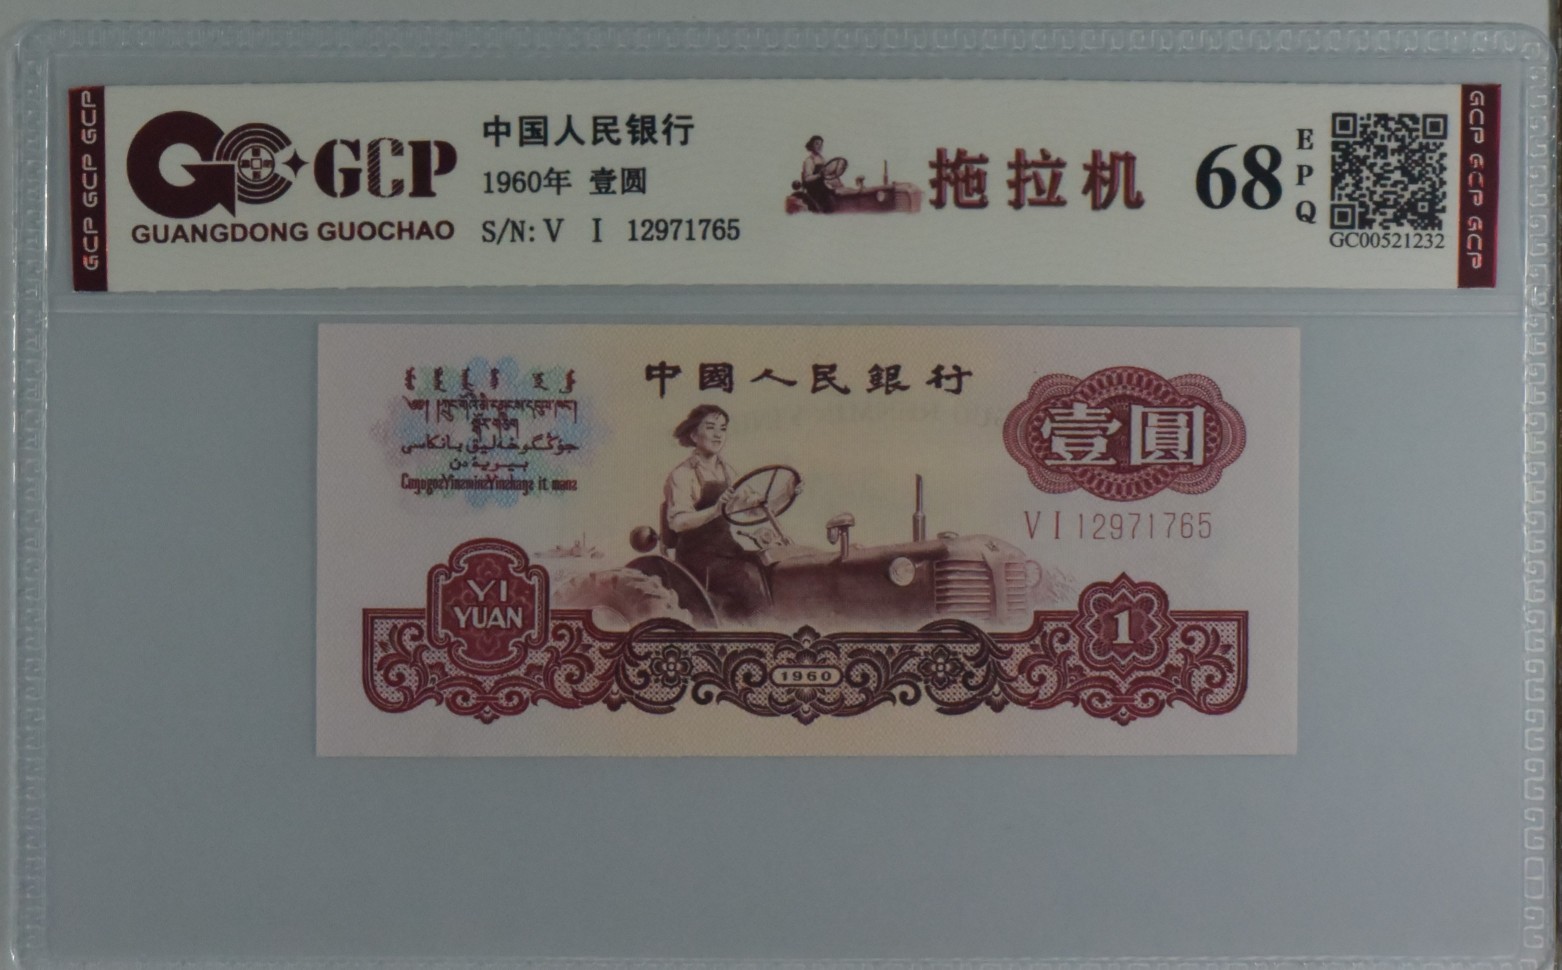 GCP GCP GCP
GCP
GUANGDONG GUOCHAO
中国人民银行
1960年 壹圆
S/N: V I 12971765
拖拉机
68
EPQ
GC00521232
GCP GCP GCP
中國人民銀行
壹圓
V I 12971765
YI
YUAN
1960
1